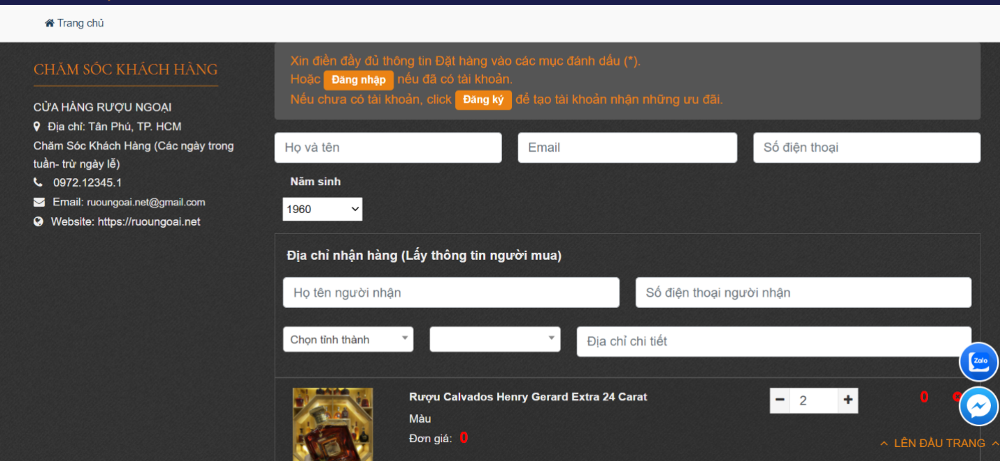 Trang chủ
CHĂM SÓC KHÁCH HÀNG
CỬA HÀNG RƯỢU NGOẠI
Địa chỉ: Tân Phú, TP. HCM
Chăm Sóc Khách Hàng (Các ngày trong
tuần- trừ ngày lễ)
0972.12345.1
Email: ruoungoai.net@gmail.com
Website: https://ruoungoai.net
Xin điền đầy đủ thông tin Đặt hàng vào các mục đánh dấu (*).
Hoặc Đăng nhập nếu đã có tài khoản.
Nếu chưa có tài khoản, click Đăng ký để tạo tài khoản nhận những ưu đãi.
Họ và tên Email Số điện thoại
Năm sinh
1960
Địa chỉ nhận hàng (Lấy thông tin người mua)
Họ tên người nhận Số điện thoại người nhận
Chọn tỉnh thành Địa chỉ chi tiết
Zalo
Rượu Calvados Henry Gerard Extra 24 Carat
- 2 + 0
Màu
Đơn giá: 0
LÊN ĐẦU TRANG